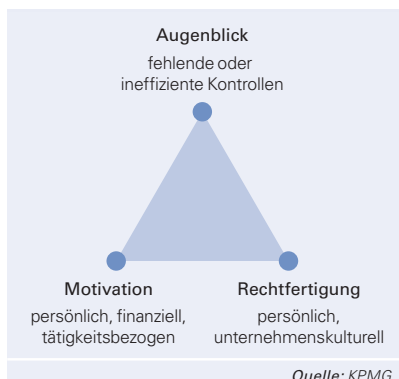 Augenblick
fehlende oder
ineffiziente Kontrollen
Motivation
persönlich, finanziell,
tätigkeitsbezogen
Rechtfertigung
persönlich,
unternehmenskulturell
Quelle: KPMG